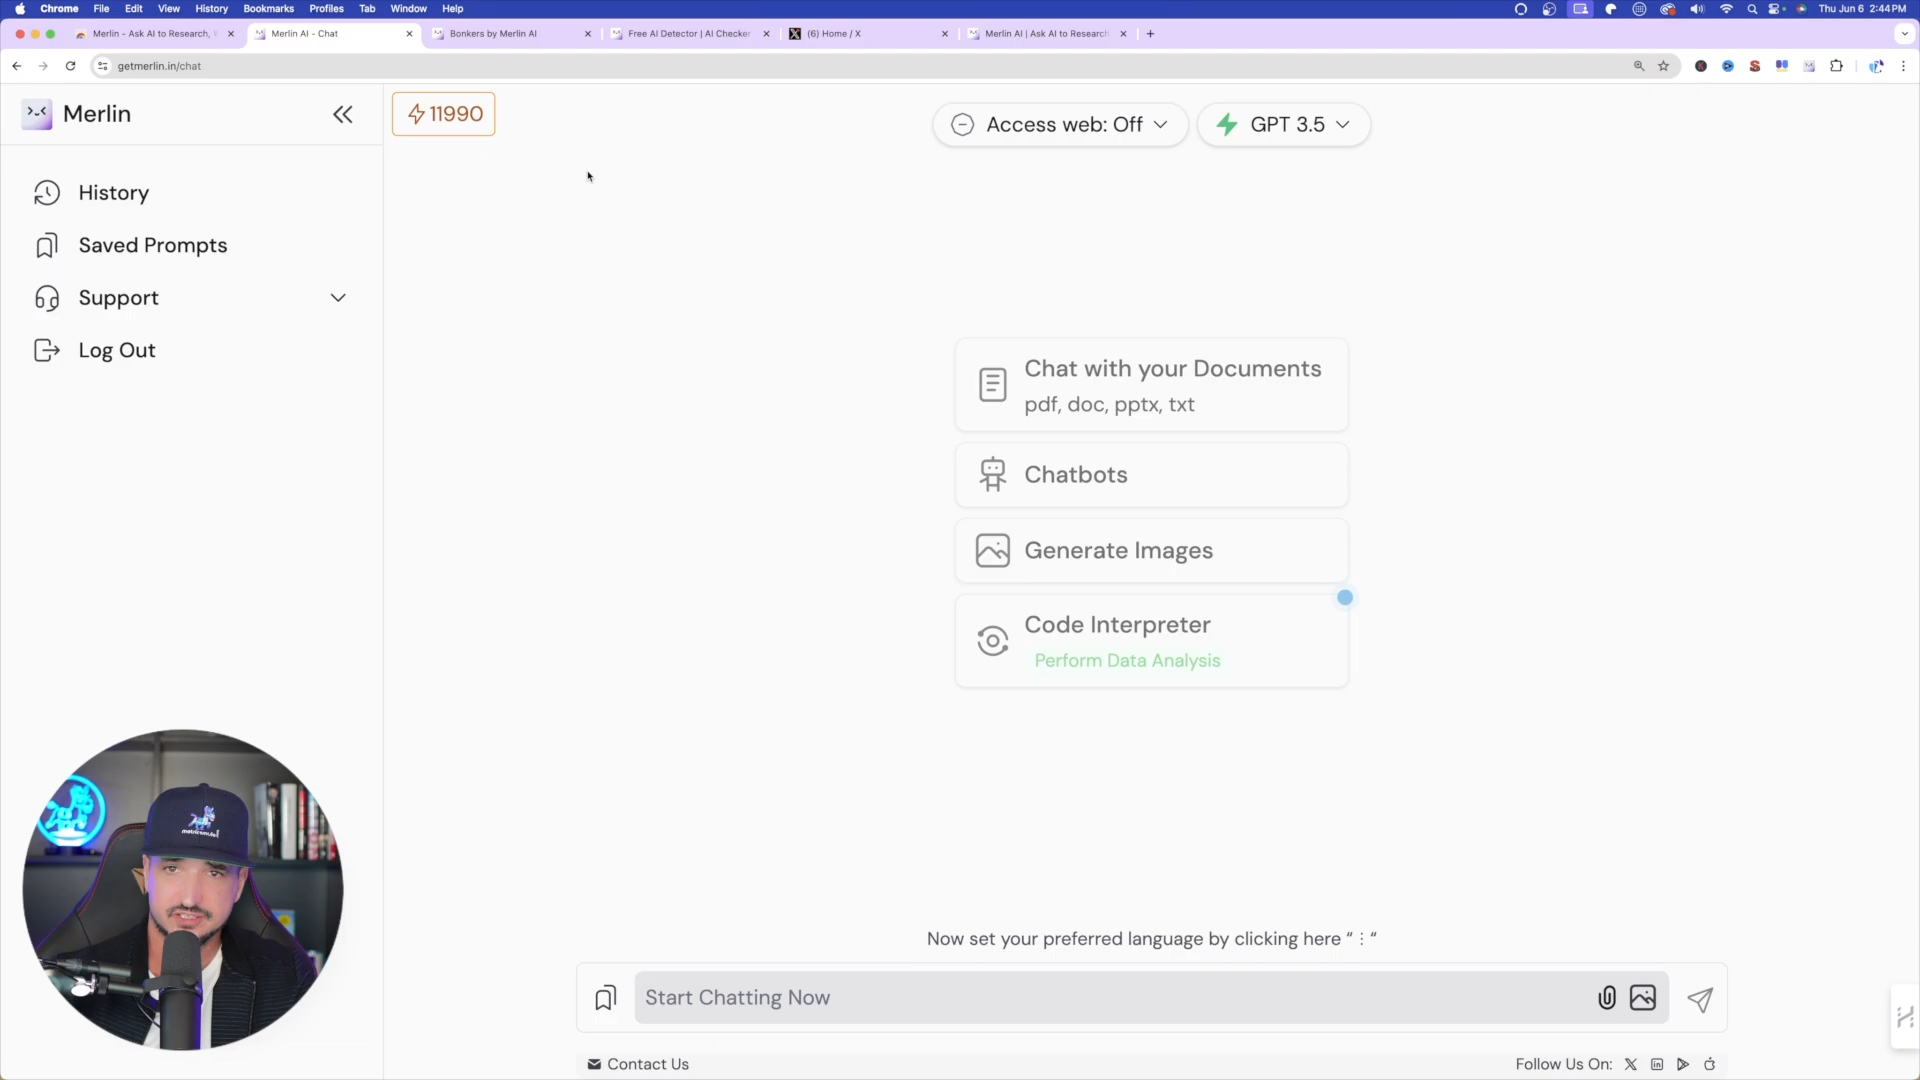 Chrome File Edit View History Bookmarks Profiles Tab Window Help Thu Jun 6 2:44PM
Merlin - Ask AI to Research, Merlin AI - Chat Bonkers by Merlin AI Free AI Detector | AI Checker (6) Home / X Merlin AI | Ask AI to Research
getmerlin.in/chat
Merlin
11990
Access web: Off
GPT 3.5
History
Saved Prompts
Support
Log Out
Chat with your Documents
pdf, doc, pptx, txt
Chatbots
Generate Images
Code Interpreter
Perform Data Analysis
Now set your preferred language by clicking here “ ⋮ “
Start Chatting Now
Contact Us
Follow Us On: